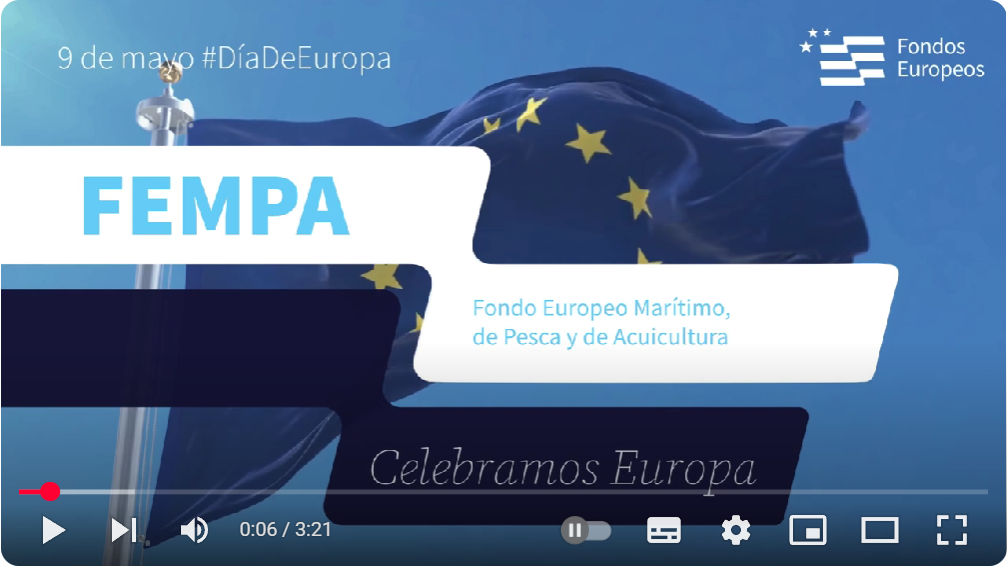 9 de mayo #DíaDeEuropa
Fondos
Europeos
FEMPA
Fondo Europeo Marítimo,
de Pesca y de Acuicultura
Celebramos Europa
0:06 / 3:21